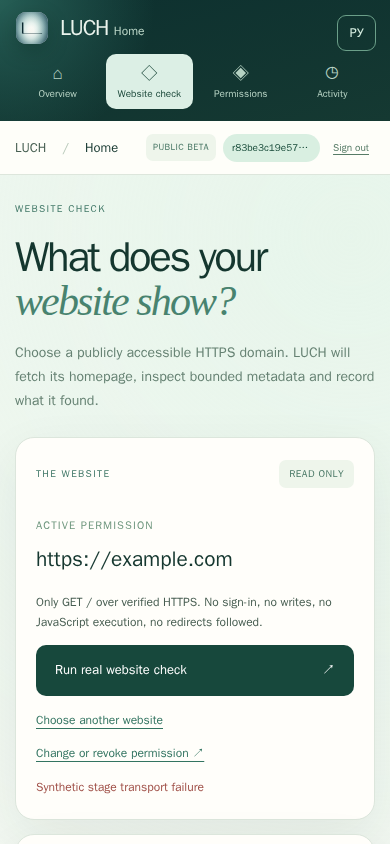 LUCH Home
РУ
Overview
Website check
Permissions
Activity
LUCH / Home
PUBLIC BETA
r83be3c19e57···
Sign out
WEBSITE CHECK
What does your
website show?
Choose a publicly accessible HTTPS domain. LUCH will
fetch its homepage, inspect bounded metadata and record
what it found.
THE WEBSITE
READ ONLY
ACTIVE PERMISSION
https://example.com
Only GET / over verified HTTPS. No sign-in, no writes, no
JavaScript execution, no redirects followed.
Run real website check ↗
Choose another website
Change or revoke permission ↗
Synthetic stage transport failure